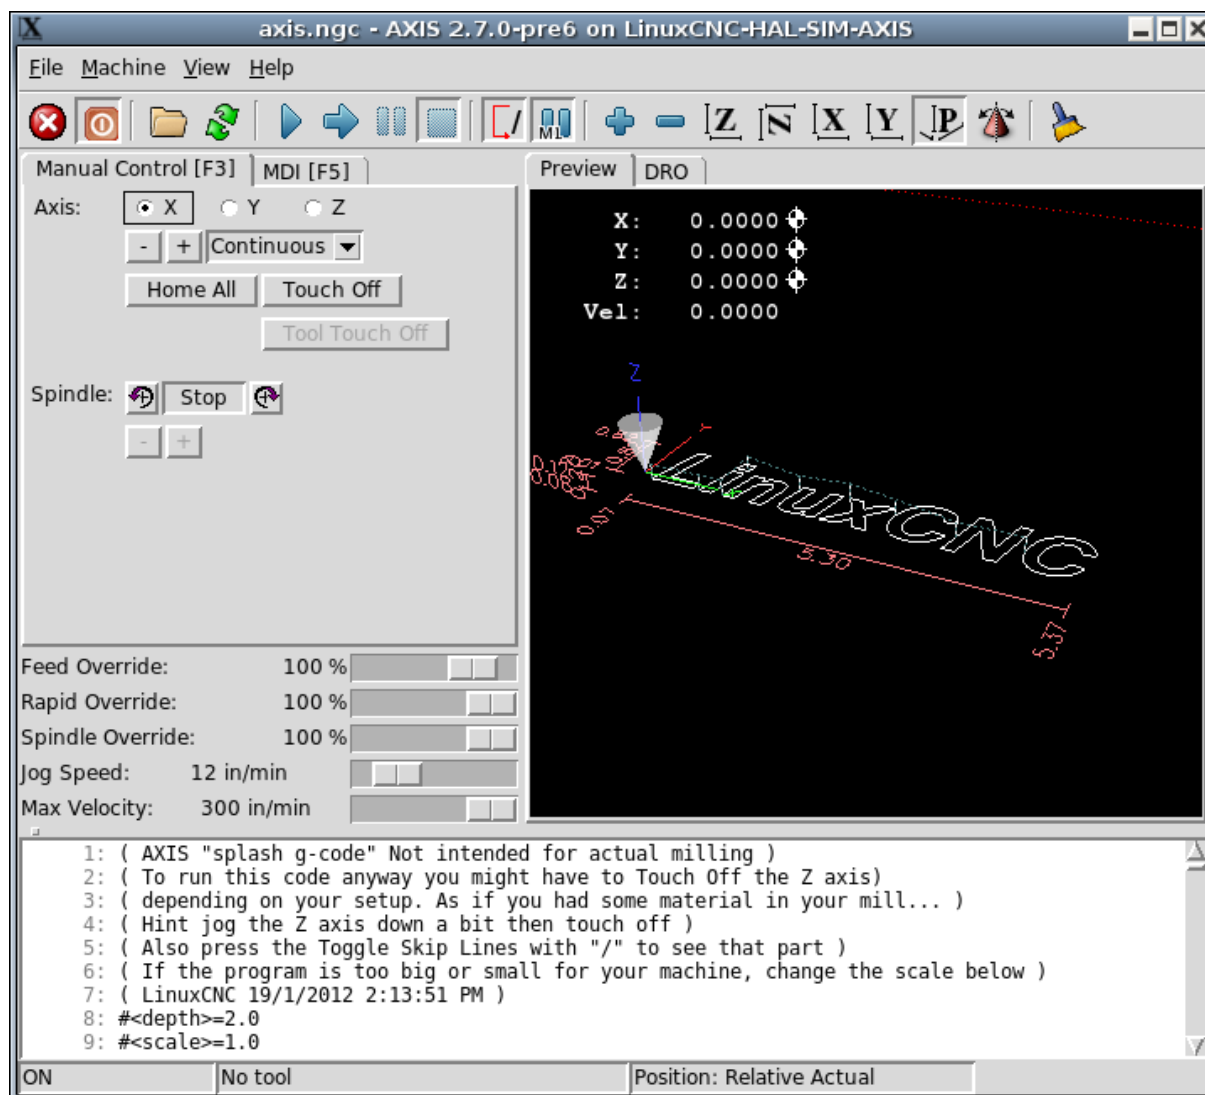 axis.ngc - AXIS 2.7.0-pre6 on LinuxCNC-HAL-SIM-AXIS
File Machine View Help
M1 Z N X Y P
Manual Control [F3] MDI [F5]
Axis: X Y Z
- + Continuous
Home All Touch Off
Tool Touch Off
Spindle: Stop
- +
Feed Override: 100 %
Rapid Override: 100 %
Spindle Override: 100 %
Jog Speed: 12 in/min
Max Velocity: 300 in/min
Preview DRO
X: 0.0000
Y: 0.0000
Z: 0.0000
Vel: 0.0000
Z
Y
LinuxCNC
0.07
5.30
5.37
1: ( AXIS "splash g-code" Not intended for actual milling )
2: ( To run this code anyway you might have to Touch Off the Z axis)
3: ( depending on your setup. As if you had some material in your mill... )
4: ( Hint jog the Z axis down a bit then touch off )
5: ( Also press the Toggle Skip Lines with "/" to see that part )
6: ( If the program is too big or small for your machine, change the scale below )
7: ( LinuxCNC 19/1/2012 2:13:51 PM )
8: #<depth>=2.0
9: #<scale>=1.0
ON No tool Position: Relative Actual